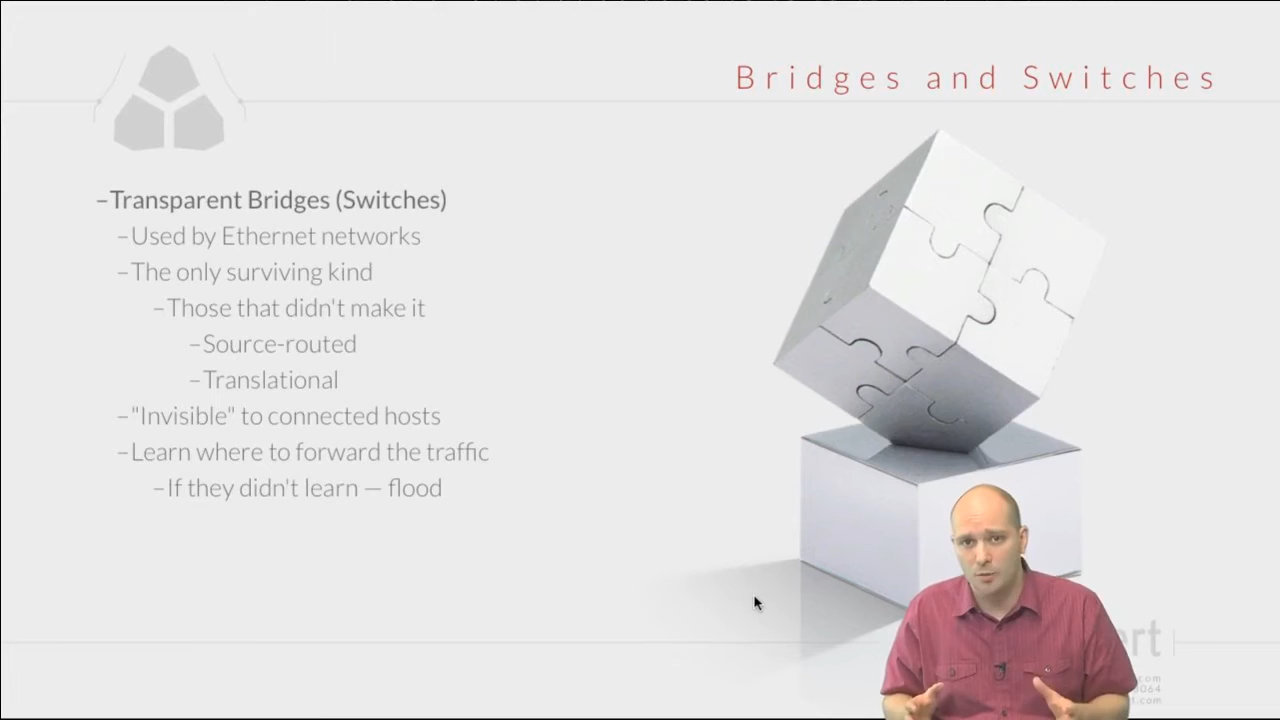 Bridges and Switches
–Transparent Bridges (Switches)
–Used by Ethernet networks
–The only surviving kind
–Those that didn't make it
–Source-routed
–Translational
–"Invisible" to connected hosts
–Learn where to forward the traffic
–If they didn't learn — flood